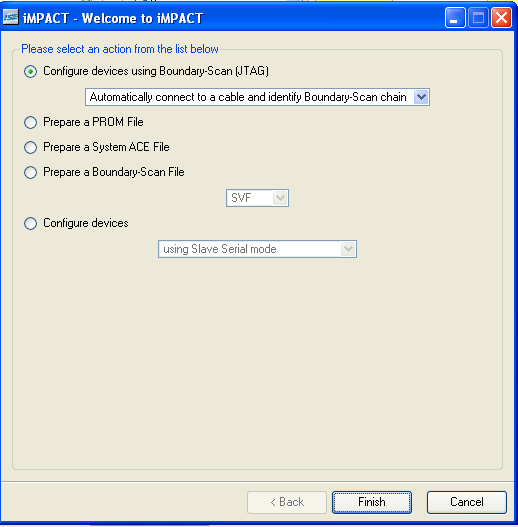 ISE iMPACT - Welcome to iMPACT
Please select an action from the list below
Configure devices using Boundary-Scan (JTAG)
Automatically connect to a cable and identify Boundary-Scan chain
Prepare a PROM File
Prepare a System ACE File
Prepare a Boundary-Scan File
SVF
Configure devices
using Slave Serial mode
< Back Finish Cancel